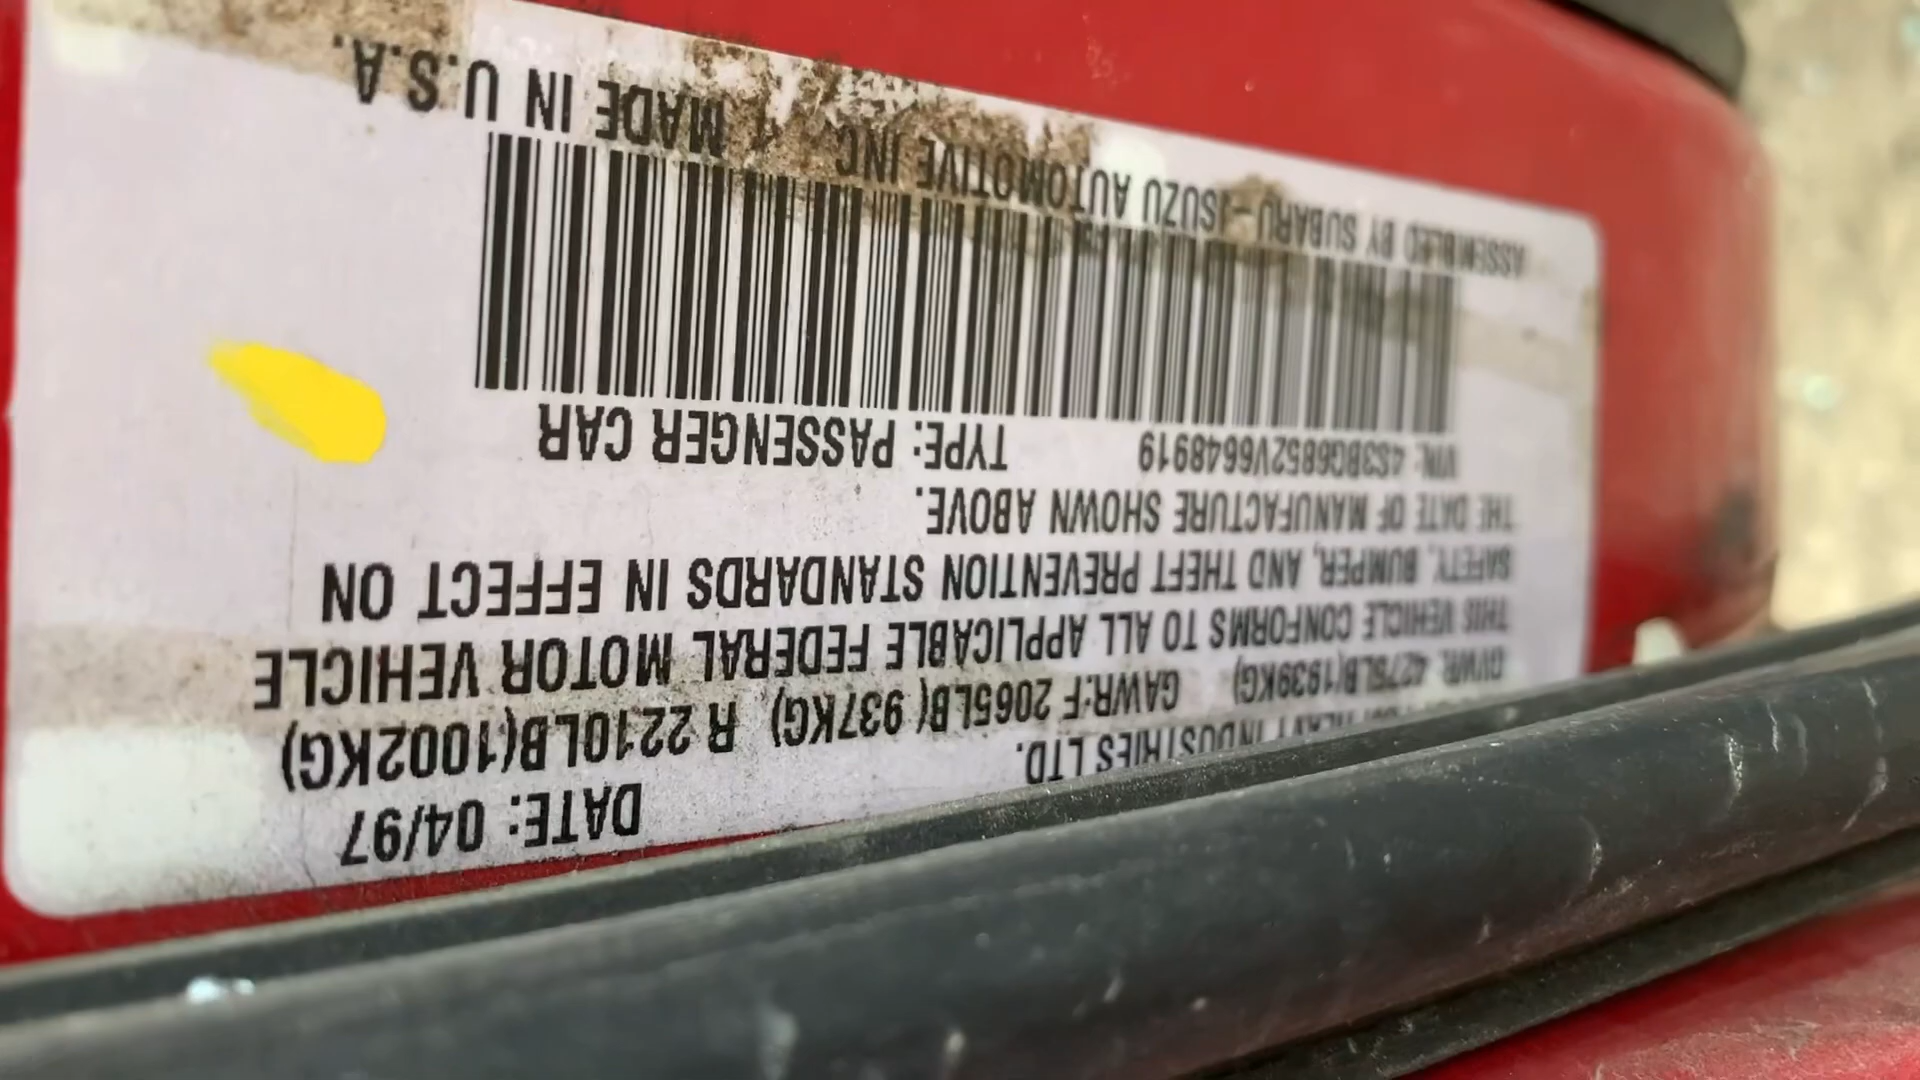 HEAVY INDUSTRIES LTD. DATE: 04/97
GVWR: 4275LB(1939KG) GAWR:F 2065LB( 937KG) R 2210LB(1002KG)
THIS VEHICLE CONFORMS TO ALL APPLICABLE FEDERAL MOTOR VEHICLE
SAFETY, BUMPER, AND THEFT PREVENTION STANDARDS IN EFFECT ON
THE DATE OF MANUFACTURE SHOWN ABOVE.
VIN: 4S3BG6852V6648919 TYPE: PASSENGER CAR
ASSEMBLED BY SUBARU-ISUZU AUTOMOTIVE INC. MADE IN U.S.A.